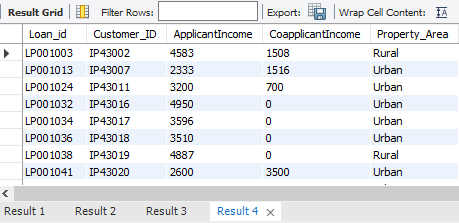 Result Grid Filter Rows: Export: Wrap Cell Content:
Loan_id Customer_ID ApplicantIncome CoapplicantIncome Property_Area
LP001003 IP43002 4583 1508 Rural
LP001013 IP43007 2333 1516 Urban
LP001024 IP43011 3200 700 Urban
LP001032 IP43016 4950 0 Urban
LP001034 IP43017 3596 0 Urban
LP001036 IP43018 3510 0 Urban
LP001038 IP43019 4887 0 Rural
LP001041 IP43020 2600 3500 Urban
Result 1 Result 2 Result 3 Result 4